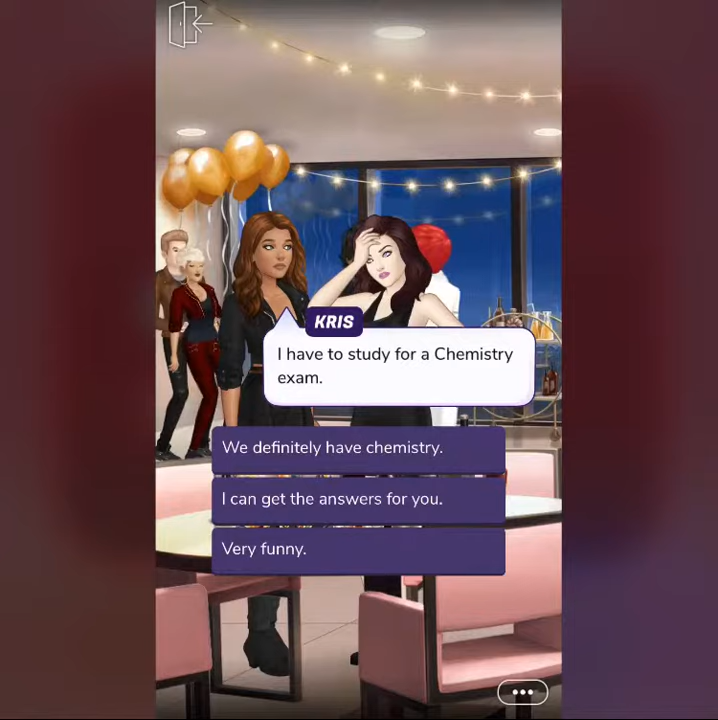 KRIS
I have to study for a Chemistry
exam.
We definitely have chemistry.
I can get the answers for you.
Very funny.